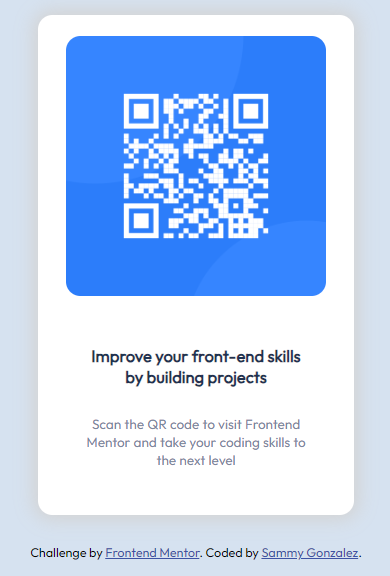 Improve your front-end skills
by building projects
Scan the QR code to visit Frontend
Mentor and take your coding skills to
the next level
Challenge by Frontend Mentor. Coded by Sammy Gonzalez.